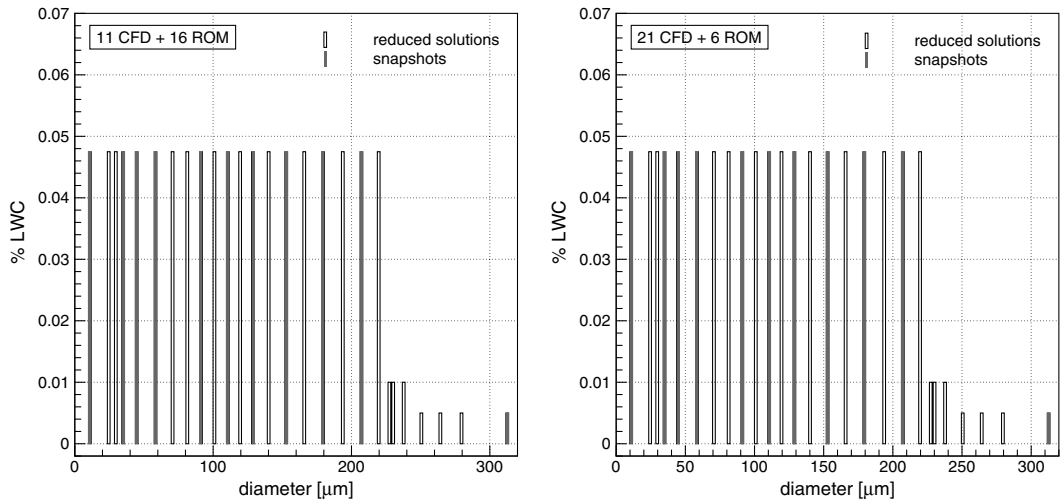 0.07
0.06
0.05
0.04
0.03
0.02
0.01
0
% LWC
11 CFD + 16 ROM
reduced solutions
snapshots
0 100 200 300
diameter [μm]
0.07
0.06
0.05
0.04
0.03
0.02
0.01
0
% LWC
21 CFD + 6 ROM
reduced solutions
snapshots
0 50 100 150 200 250 300
diameter [μm]